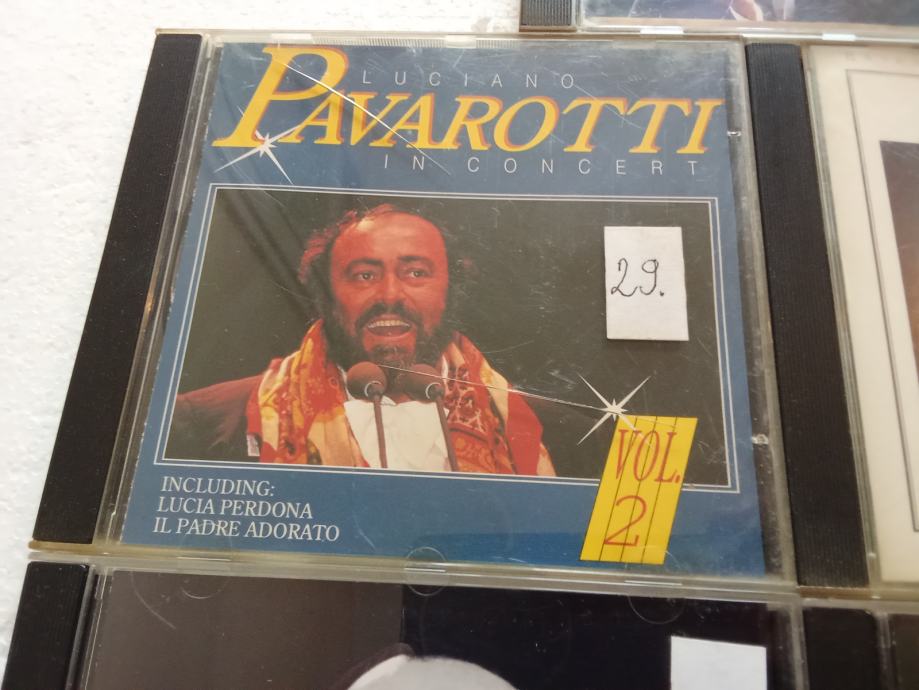 LUCIANO
PAVAROTTI
IN CONCERT
29.
VOL.
2
INCLUDING:
LUCIA PERDONA
IL PADRE ADORATO